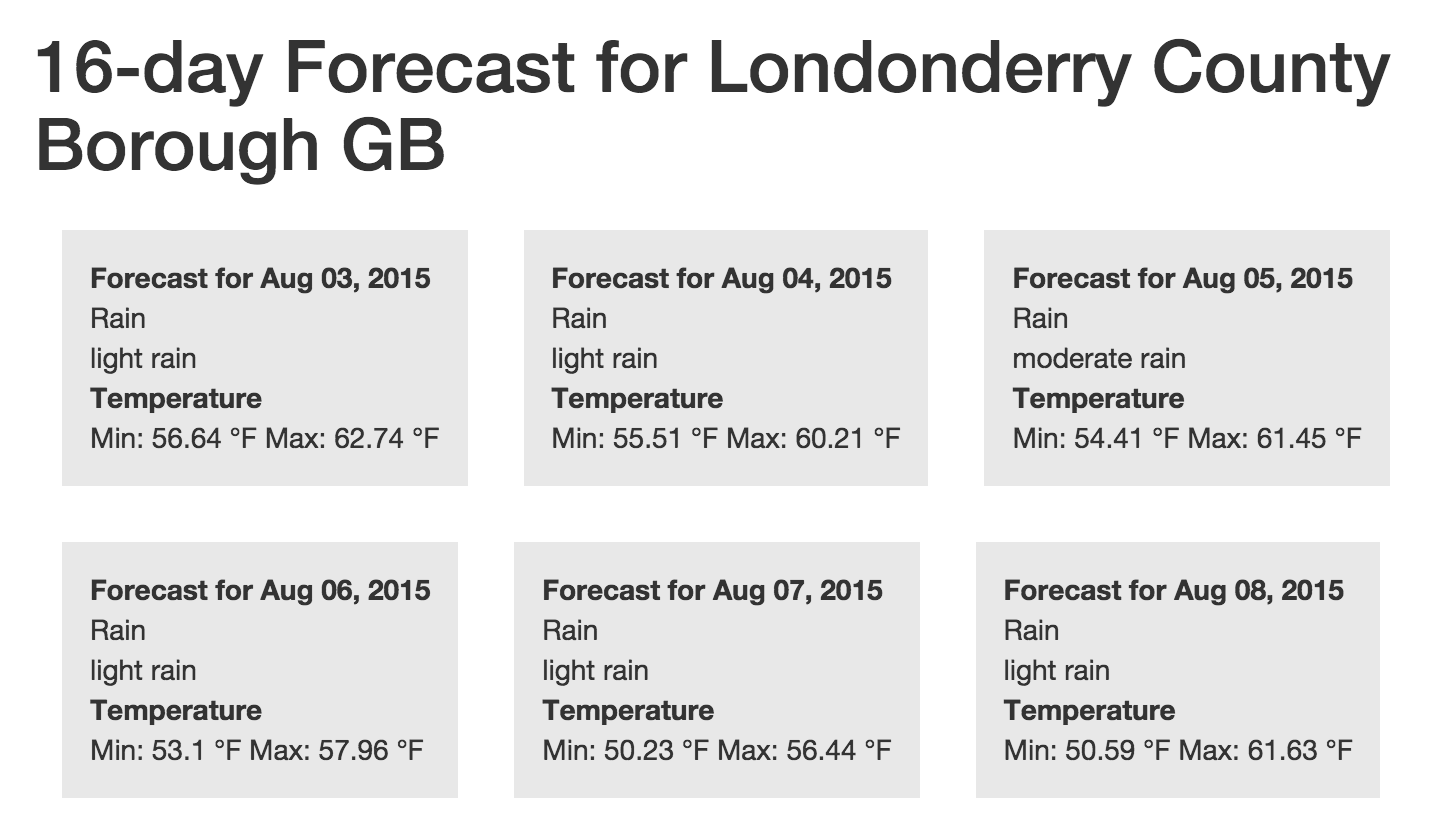 16-day Forecast for Londonderry County
Borough GB
Forecast for Aug 03, 2015
Rain
light rain
Temperature
Min: 56.64 °F Max: 62.74 °F
Forecast for Aug 04, 2015
Rain
light rain
Temperature
Min: 55.51 °F Max: 60.21 °F
Forecast for Aug 05, 2015
Rain
moderate rain
Temperature
Min: 54.41 °F Max: 61.45 °F
Forecast for Aug 06, 2015
Rain
light rain
Temperature
Min: 53.1 °F Max: 57.96 °F
Forecast for Aug 07, 2015
Rain
light rain
Temperature
Min: 50.23 °F Max: 56.44 °F
Forecast for Aug 08, 2015
Rain
light rain
Temperature
Min: 50.59 °F Max: 61.63 °F